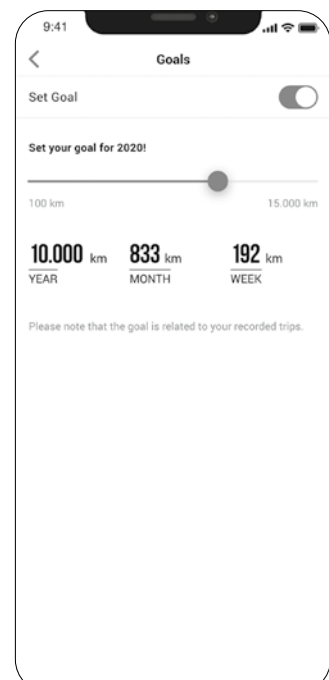 9:41
Goals
Set Goal
Set your goal for 2020!
100 km 15.000 km
10.000 km 833 km 192 km
YEAR MONTH WEEK
Please note that the goal is related to your recorded trips.